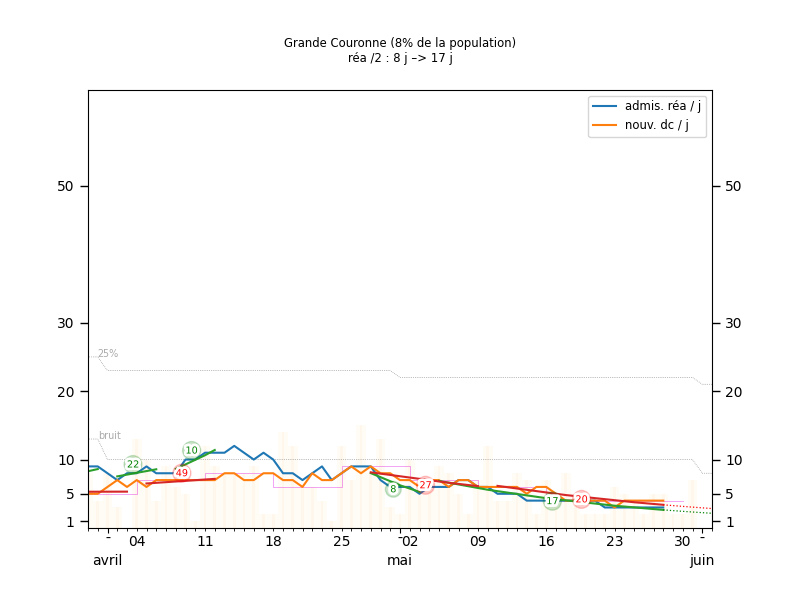 Grande Couronne (8% de la population)
réa /2 : 8 j –> 17 j
admis. réa / j
nouv. dc / j
50 50
30 30
25%
20 20
bruit
10 10
22 10 49 8 27 17 20
5 5
1 1
- 04 11 18 25 - 02 09 16 23 30 -
avril mai juin